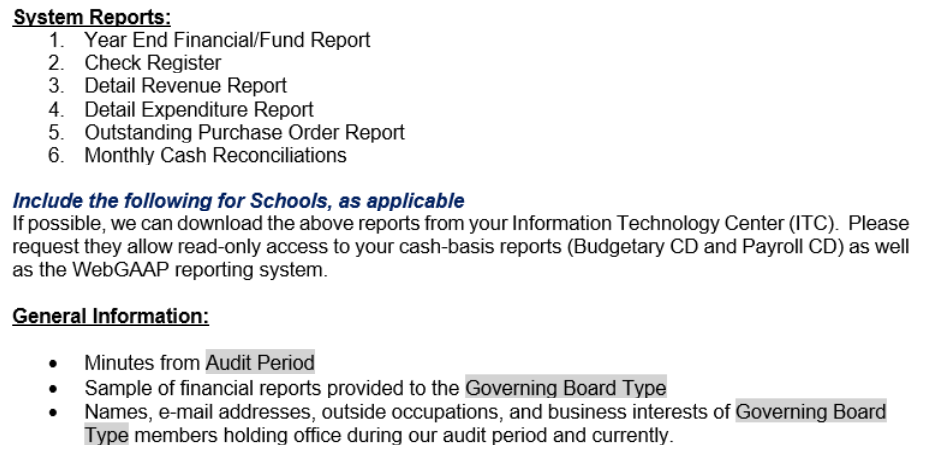 System Reports:
1. Year End Financial/Fund Report
2. Check Register
3. Detail Revenue Report
4. Detail Expenditure Report
5. Outstanding Purchase Order Report
6. Monthly Cash Reconciliations
Include the following for Schools, as applicable
If possible, we can download the above reports from your Information Technology Center (ITC).  Please
request they allow read-only access to your cash-basis reports (Budgetary CD and Payroll CD) as well
as the WebGAAP reporting system.
General Information:
• Minutes from Audit Period
• Sample of financial reports provided to the Governing Board Type
• Names, e-mail addresses, outside occupations, and business interests of Governing Board
Type members holding office during our audit period and currently.